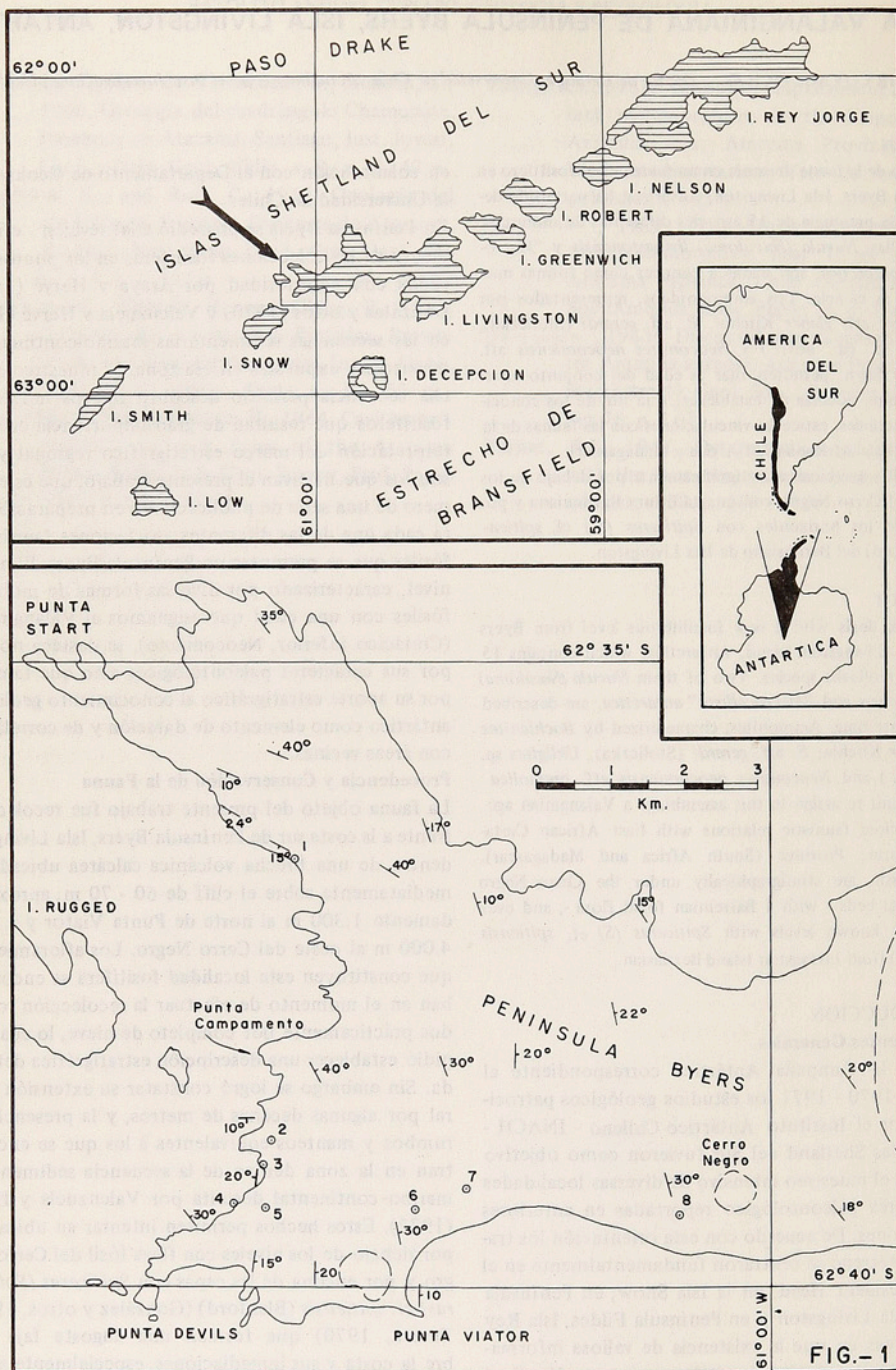 PASO DRAKE
62°00'
ISLAS SHETLAND DEL SUR
I. REY JORGE
I. NELSON
I. ROBERT
I. GREENWICH
I. LIVINGSTON
I. SNOW
I. DECEPCION
63°00'
I. SMITH
I. LOW
61°00'
ESTRECHO DE
BRANSFIELD
59°00'
AMERICA
DEL
SUR
CHILE
ANTARTICA
PUNTA
START
35°
62° 35' S
40°
0 1 2 3
Km.
10°
24°
17°
15°
1
40°
10°
15°
I. RUGGED
Punta
Campamento
PENINSULA
BYERS
22°
20°
30°
40°
20°
10°
2
Cerro
Negro
3
20°
4
5
30°
6
7
30°
30°
8
18°
15°
20
10
62° 40' S
PUNTA DEVILS
PUNTA VIATOR
61°00' W
FIG.- 1